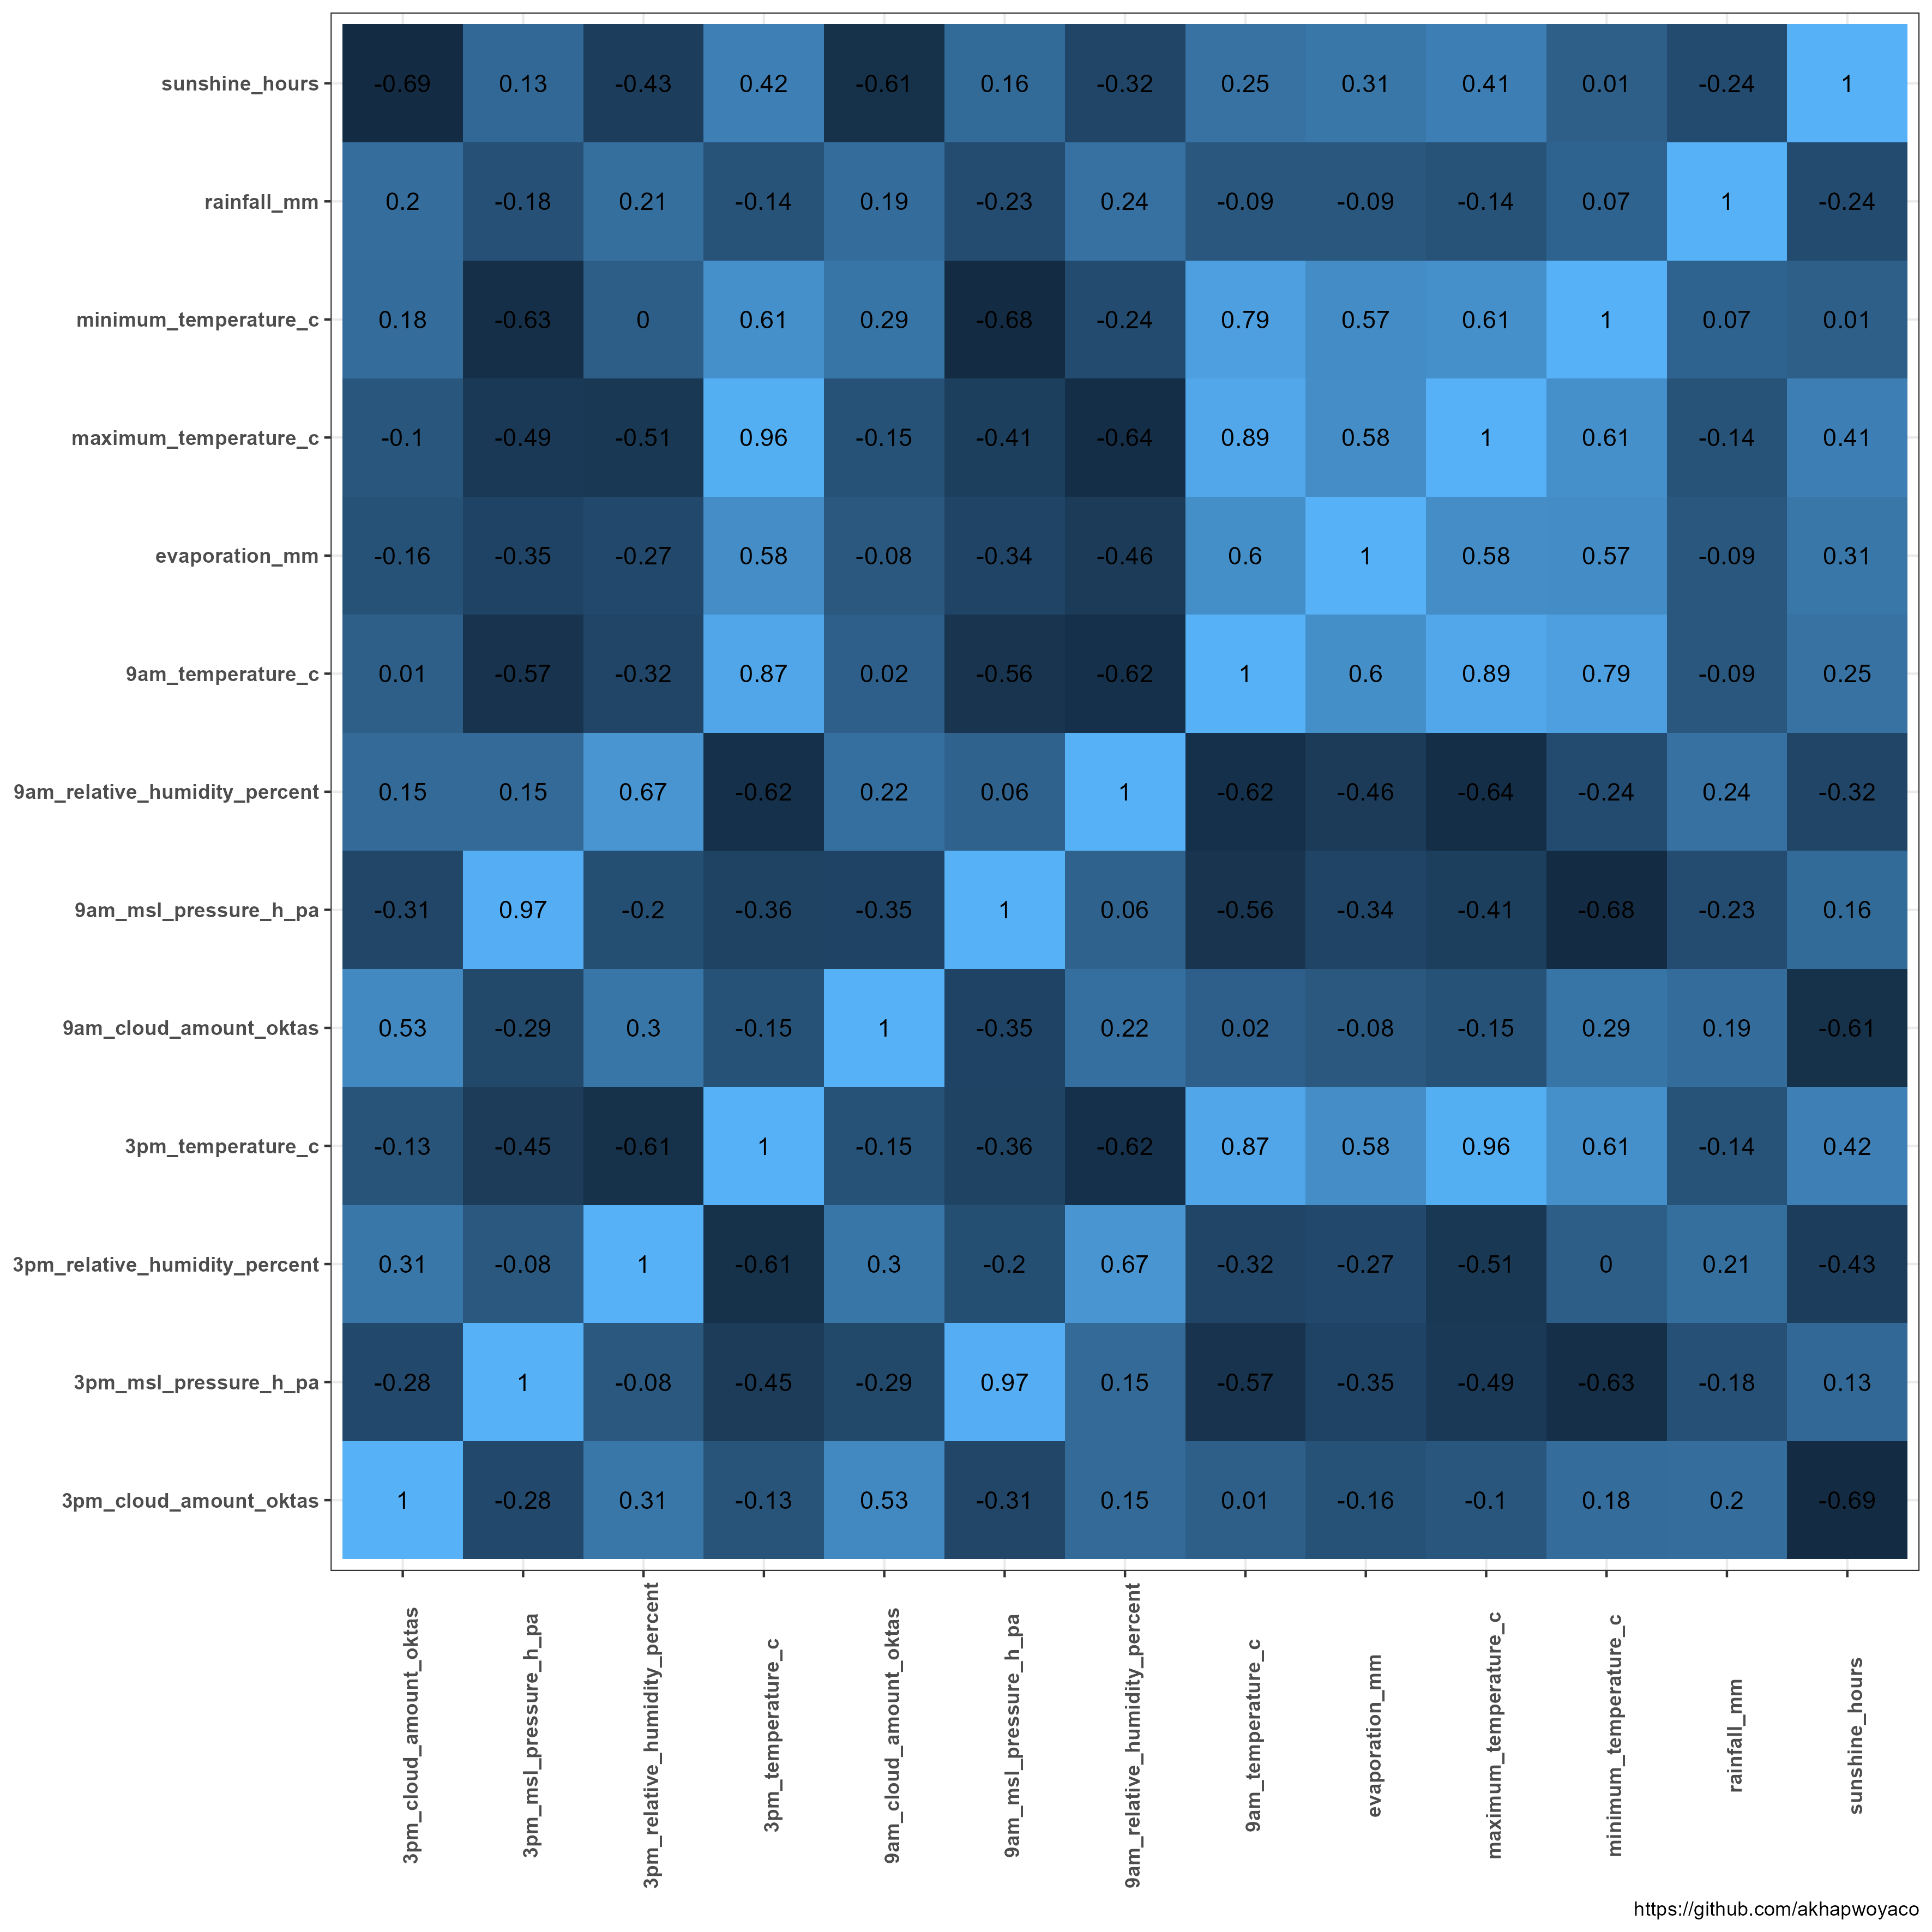 sunshine_hours -0.69 0.13 -0.43 0.42 -0.61 0.16 -0.32 0.25 0.31 0.41 0.01 -0.24 1
rainfall_mm 0.2 -0.18 0.21 -0.14 0.19 -0.23 0.24 -0.09 -0.09 -0.14 0.07 1 -0.24
minimum_temperature_c 0.18 -0.63 0 0.61 0.29 -0.68 -0.24 0.79 0.57 0.61 1 0.07 0.01
maximum_temperature_c -0.1 -0.49 -0.51 0.96 -0.15 -0.41 -0.64 0.89 0.58 1 0.61 -0.14 0.41
evaporation_mm -0.16 -0.35 -0.27 0.58 -0.08 -0.34 -0.46 0.6 1 0.58 0.57 -0.09 0.31
9am_temperature_c 0.01 -0.57 -0.32 0.87 0.02 -0.56 -0.62 1 0.6 0.89 0.79 -0.09 0.25
9am_relative_humidity_percent 0.15 0.15 0.67 -0.62 0.22 0.06 1 -0.62 -0.46 -0.64 -0.24 0.24 -0.32
9am_msl_pressure_h_pa -0.31 0.97 -0.2 -0.36 -0.35 1 0.06 -0.56 -0.34 -0.41 -0.68 -0.23 0.16
9am_cloud_amount_oktas 0.53 -0.29 0.3 -0.15 1 -0.35 0.22 0.02 -0.08 -0.15 0.29 0.19 -0.61
3pm_temperature_c -0.13 -0.45 -0.61 1 -0.15 -0.36 -0.62 0.87 0.58 0.96 0.61 -0.14 0.42
3pm_relative_humidity_percent 0.31 -0.08 1 -0.61 0.3 -0.2 0.67 -0.32 -0.27 -0.51 0 0.21 -0.43
3pm_msl_pressure_h_pa -0.28 1 -0.08 -0.45 -0.29 0.97 0.15 -0.57 -0.35 -0.49 -0.63 -0.18 0.13
3pm_cloud_amount_oktas 1 -0.28 0.31 -0.13 0.53 -0.31 0.15 0.01 -0.16 -0.1 0.18 0.2 -0.69
3pm_cloud_amount_oktas
3pm_msl_pressure_h_pa
3pm_relative_humidity_percent
3pm_temperature_c
9am_cloud_amount_oktas
9am_msl_pressure_h_pa
9am_relative_humidity_percent
9am_temperature_c
evaporation_mm
maximum_temperature_c
minimum_temperature_c
rainfall_mm
sunshine_hours
https://github.com/akhapwoyaco